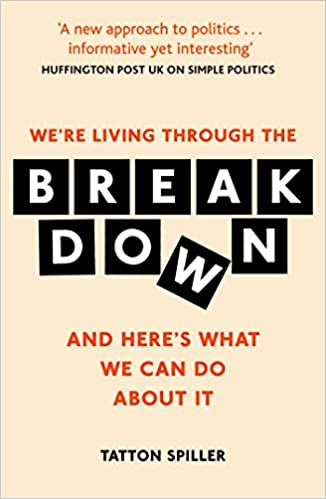 ‘A new approach to politics . . .
informative yet interesting’
HUFFINGTON POST UK ON SIMPLE POLITICS
WE’RE LIVING THROUGH THE
BREAK
DOWN
AND HERE’S WHAT
WE CAN DO
ABOUT IT
TATTON SPILLER